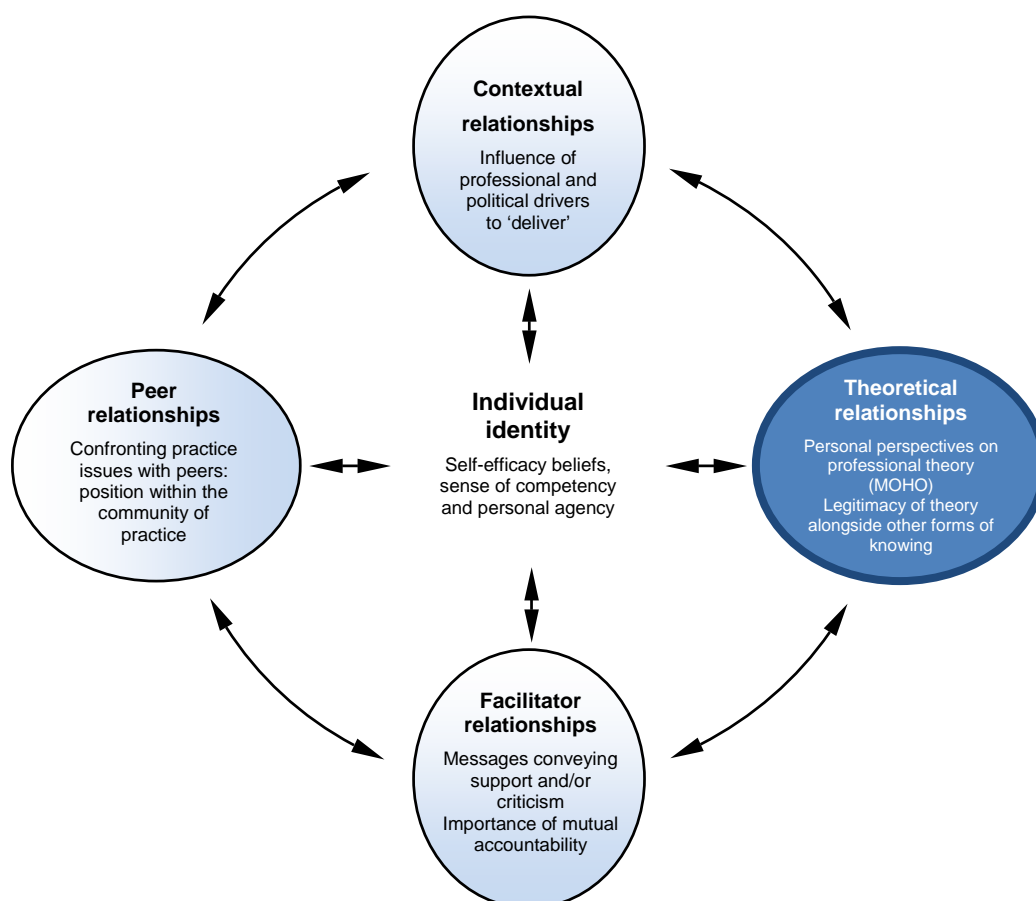 Contextual
relationships
Influence of
professional and
political drivers
to ‘deliver’
Peer
relationships
Confronting practice
issues with peers:
position within the
community of
practice
Individual
identity
Self-efficacy beliefs,
sense of competency
and personal agency
Theoretical
relationships
Personal perspectives on
professional theory
(MOHO)
Legitimacy of theory
alongside other forms of
knowing
Facilitator
relationships
Messages conveying
support and/or
criticism
Importance of mutual
accountability